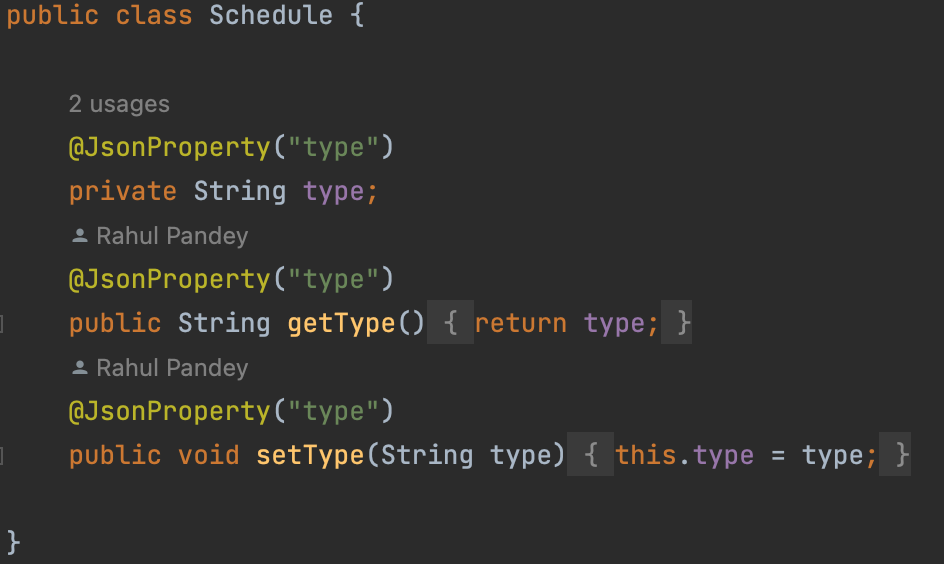 public class Schedule {
2 usages
@JsonProperty("type")
private String type;
Rahul Pandey
@JsonProperty("type")
public String getType() { return type; }
Rahul Pandey
@JsonProperty("type")
public void setType(String type) { this.type = type; }
}